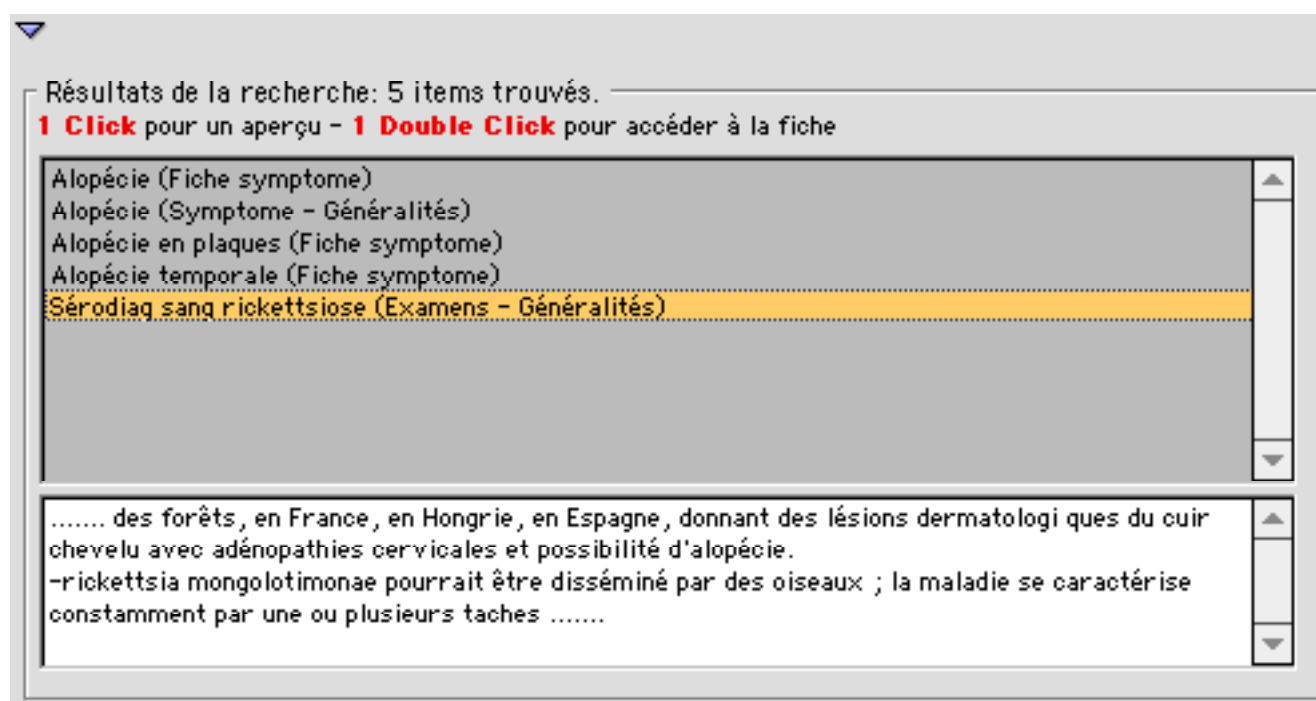 Résultats de la recherche: 5 items trouvés.
1 Click pour un aperçu - 1 Double Click pour accéder à la fiche
Alopécie (Fiche symptome)
Alopécie (Symptome - Généralités)
Alopécie en plaques (Fiche symptome)
Alopécie temporale (Fiche symptome)
Sérodiag sang rickettsiose (Examens - Généralités)
....... des forêts, en France, en Hongrie, en Espagne, donnant des lésions dermatologi ques du cuir
chevelu avec adénopathies cervicales et possibilité d'alopécie.
-rickettsia mongolotimonae pourrait être disséminé par des oiseaux ; la maladie se caractérise
constamment par une ou plusieurs taches .......